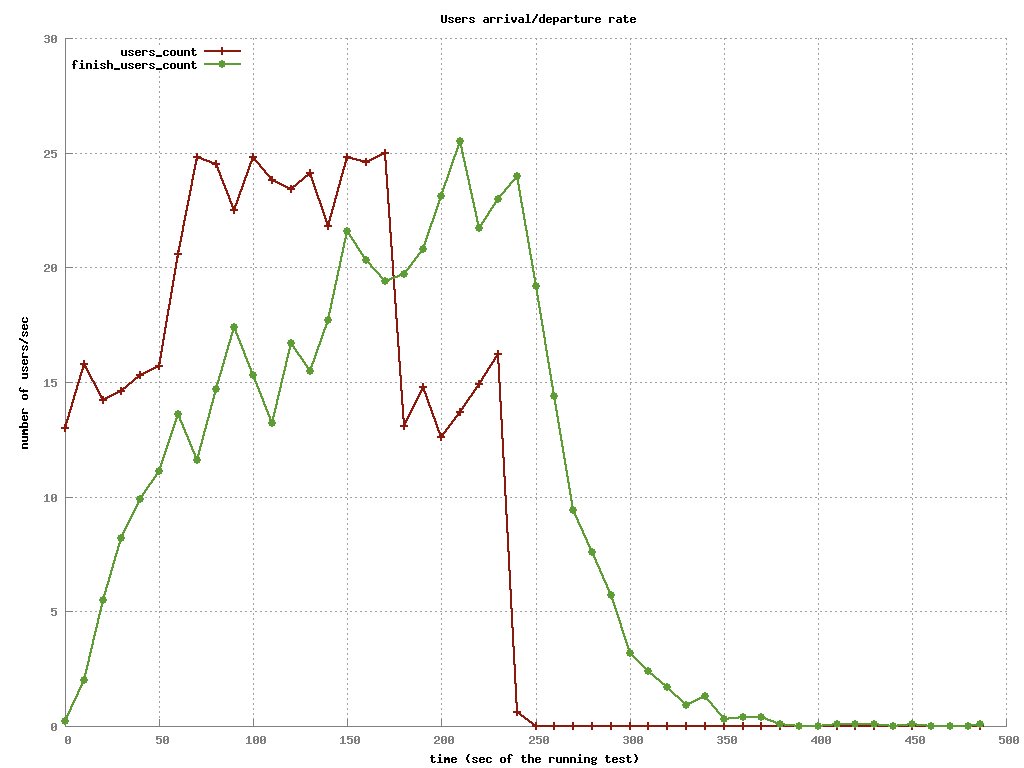 Users arrival/departure rate
30
users_count
finish_users_count
25
20
number of users/sec
15
10
5
0
0 50 100 150 200 250 300 350 400 450 500
time (sec of the running test)